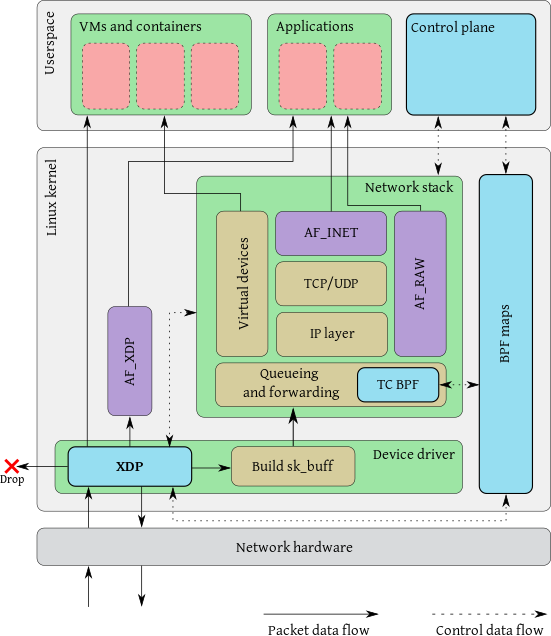 Userspace
VMs and containers
Applications
Control plane
Linux kernel
Network stack
Virtual devices
AF_INET
AF_RAW
TCP/UDP
IP layer
AF_XDP
BPF maps
Queueing
and forwarding
TC BPF
Device driver
XDP
Build sk_buff
Drop
Network hardware
Packet data flow
Control data flow